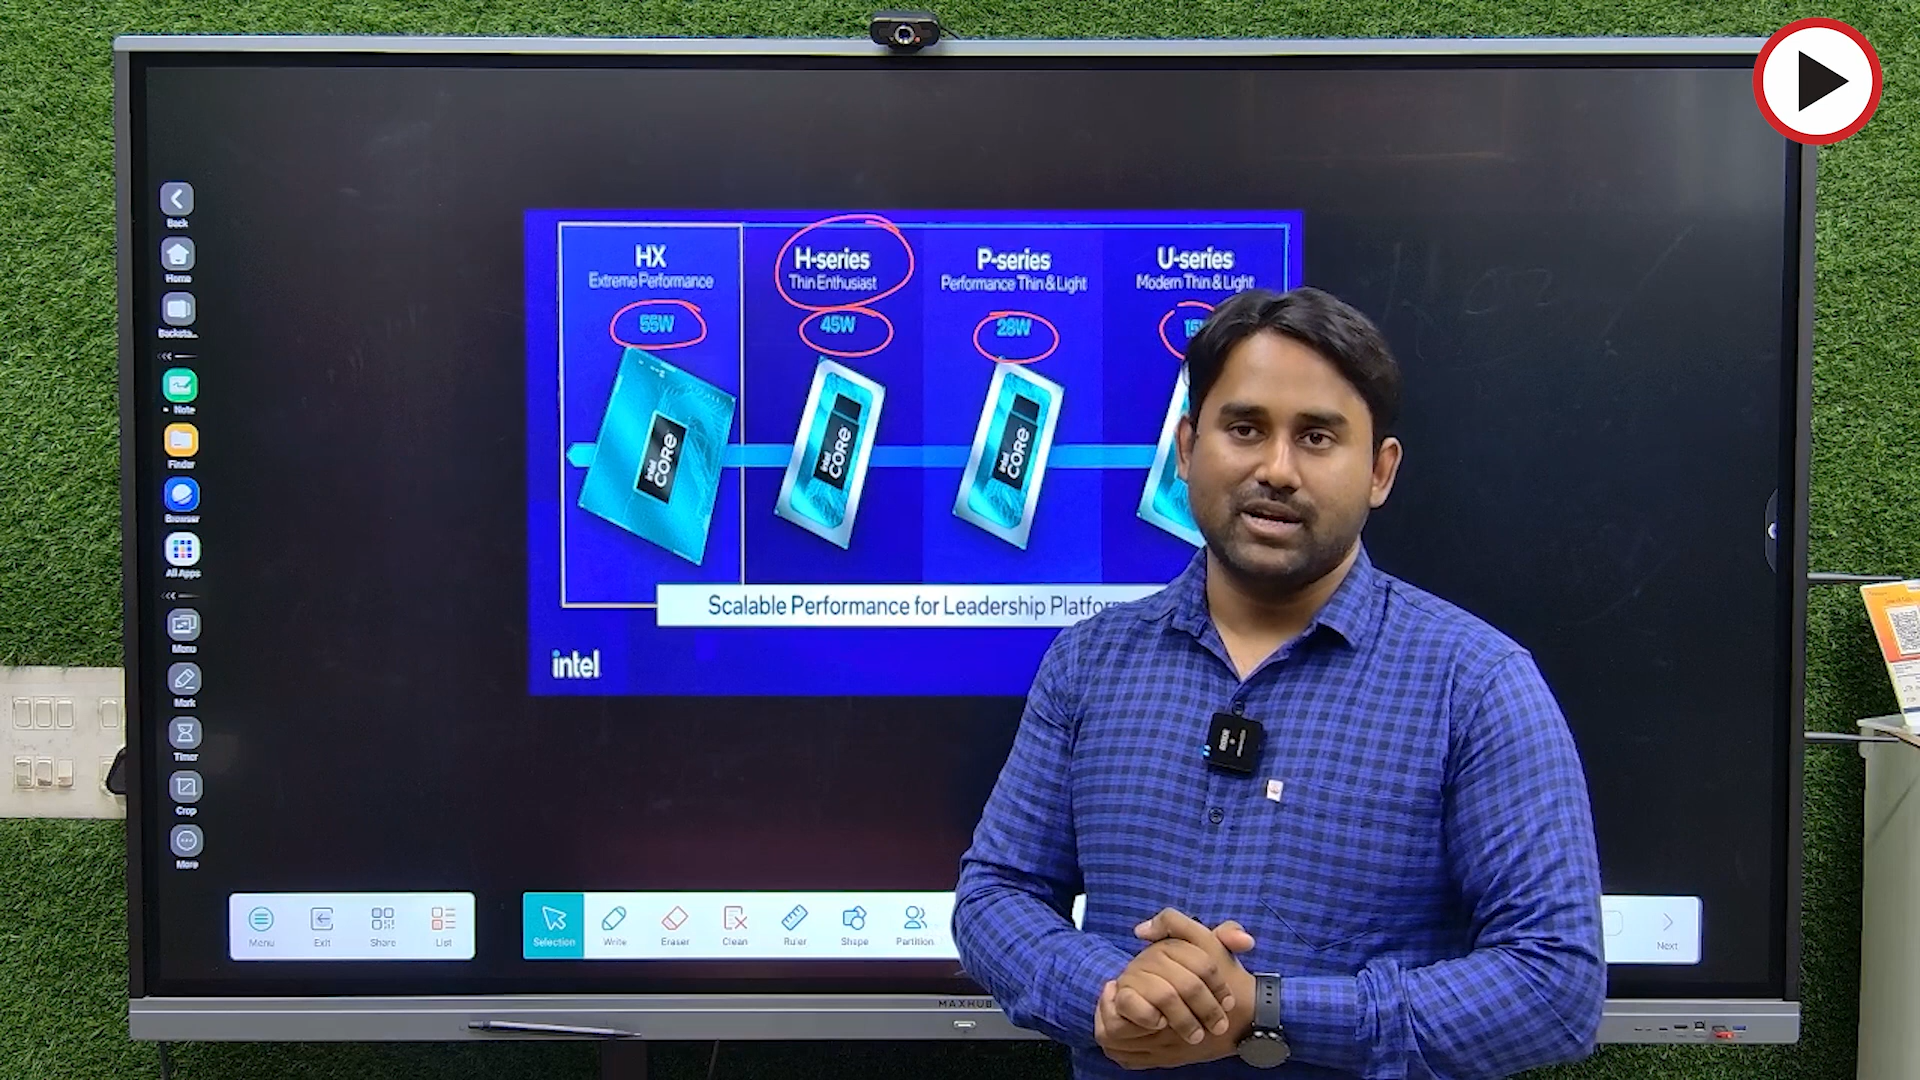 HX
Extreme Performance
55W
H-series
Thin Enthusiast
45W
P-series
Performance Thin & Light
28W
U-series
Modern Thin & Light
intel
CORE
intel
CORE
intel
CORE
Scalable Performance for Leadership
intel
Back
Home
Note
Finder
Browser
All Apps
Menu
Mark
Timer
Crop
More
Menu
Exit
Share
List
Selection
Write
Eraser
Clean
Ruler
Shape
Partition
Next
MAXHUB